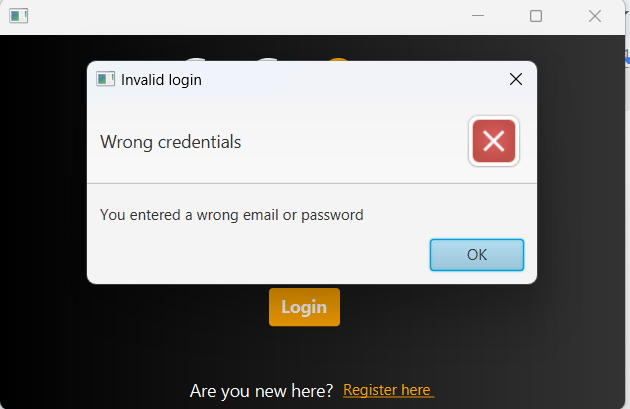 Invalid login
Wrong credentials
You entered a wrong email or password
OK
Login
Are you new here? Register here